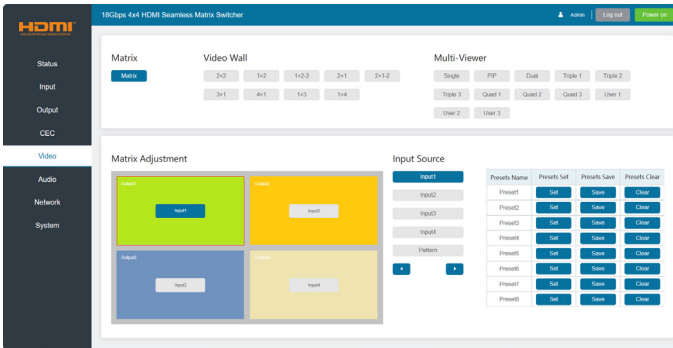 18Gbps 4x4 HDMI Seamless Matrix Switcher
Admin
Log out
Power on
HDMI
Status
Input
Output
CEC
Video
Audio
Network
System
Matrix
Matrix
Video Wall
2×2 1×2 1×2-2 2×1 2×1-2
3×1 4×1 1×3 1×4
Multi-Viewer
Single PIP Dual Triple 1 Triple 2
Triple 3 Quad 1 Quad 2 Quad 3 User 1
User 2 User 3
Matrix Adjustment
Output1
Input1
Output2
Input2
Output3
Input3
Input4
Input Source
Input1
Input2
Input3
Input4
Pattern
Presets Name Presets Set Presets Save Presets Clear
Preset1 Set Save Clear
Preset2 Set Save Clear
Preset3 Set Save Clear
Preset4 Set Save Clear
Preset5 Set Save Clear
Preset6 Set Save Clear
Preset7 Set Save Clear
Preset8 Set Save Clear